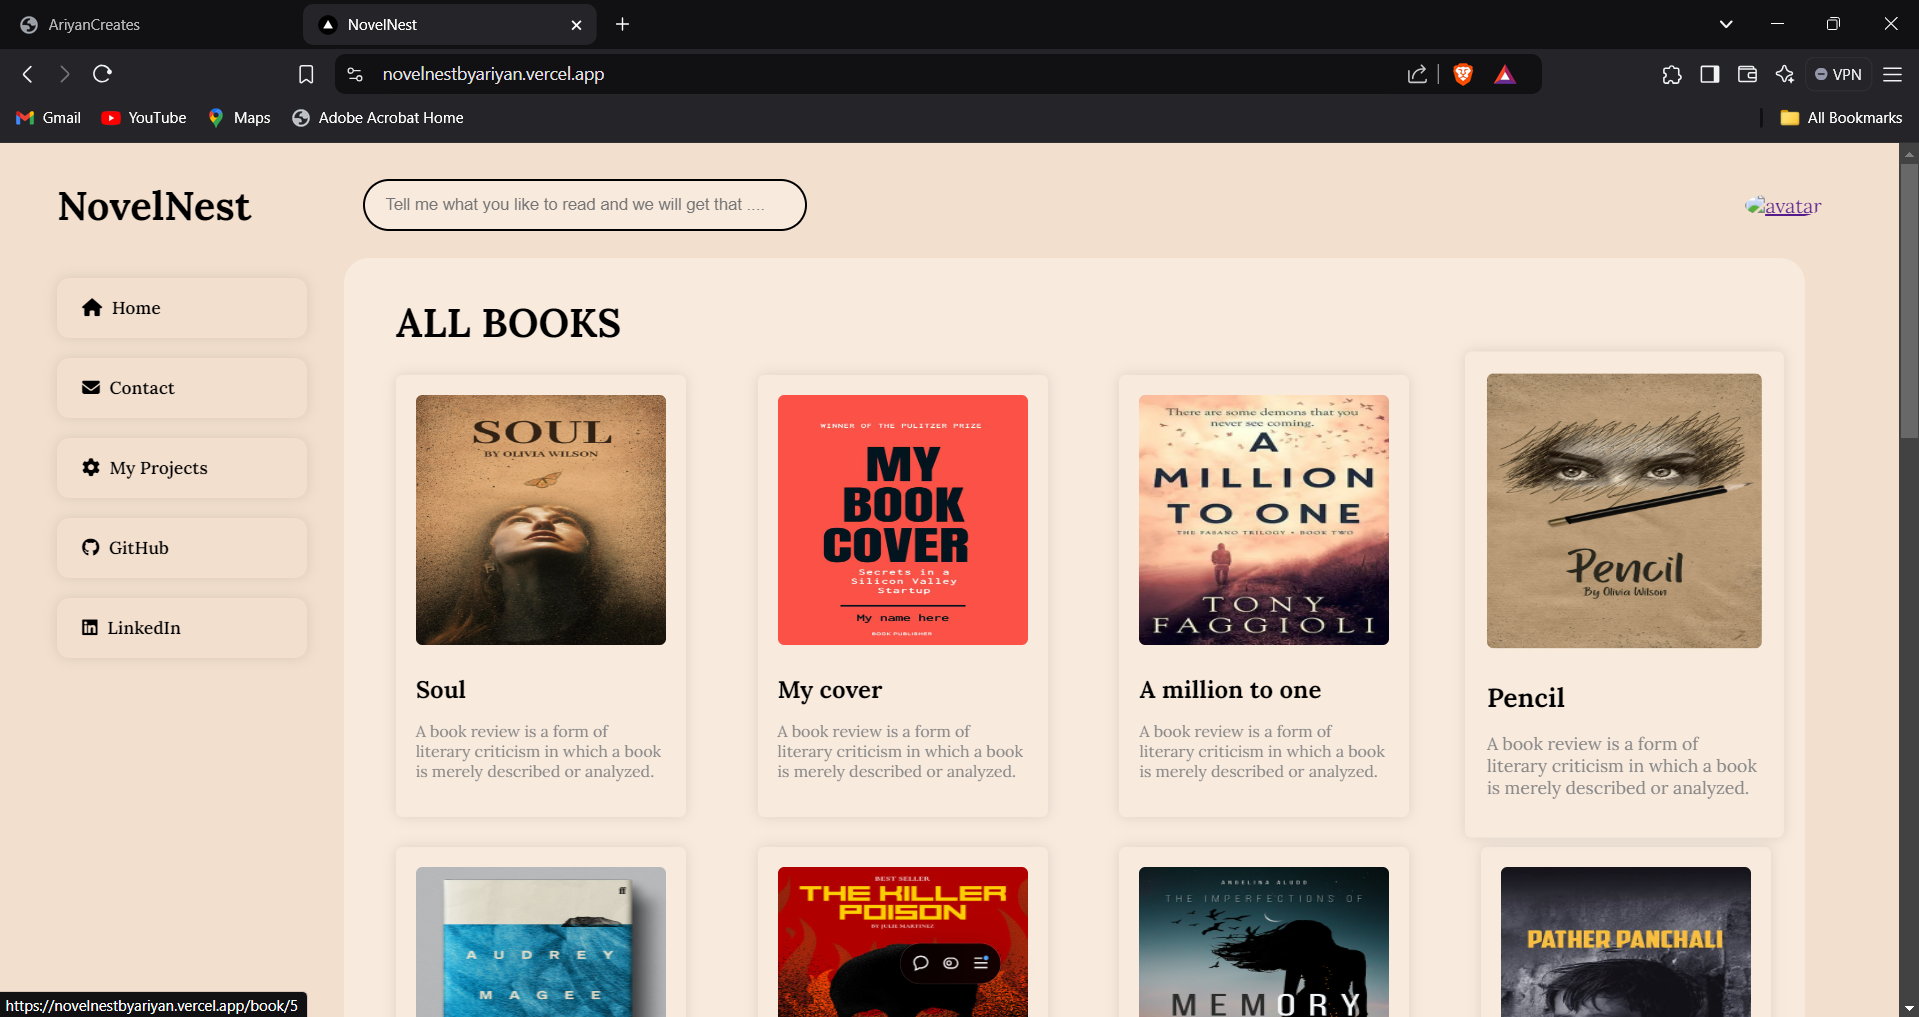 AriyanCreates
NovelNest
novelnestbyariyan.vercel.app
VPN
Gmail
YouTube
Maps
Adobe Acrobat Home
All Bookmarks
NovelNest
Tell me what you like to read and we will get that ....
avatar
Home
Contact
My Projects
GitHub
LinkedIn
ALL BOOKS
SOUL
BY OLIVIA WILSON
Soul
A book review is a form of
literary criticism in which a book
is merely described or analyzed.
WINNER OF THE PULITZER PRIZE
MY
BOOK
COVER
Secrets in a
Silicon Valley
Startup
My name here
BOOK PUBLISHER
My cover
A book review is a form of
literary criticism in which a book
is merely described or analyzed.
There are some demons that you
never see coming.
A
MILLION
TO ONE
THE FASANO TRILOGY • BOOK TWO
TONY
FAGGIOLI
A million to one
A book review is a form of
literary criticism in which a book
is merely described or analyzed.
Pencil
By Olivia Wilson
Pencil
A book review is a form of
literary criticism in which a book
is merely described or analyzed.
ff
AUDREY
MAGEE
BEST SELLER
THE KILLER
POISON
BY JULIE MARTINEZ
ANGELINA ALUDO
THE IMPERFECTIONS OF
MEMORY
PATHER PANCHALI
https://novelnestbyariyan.vercel.app/book/5